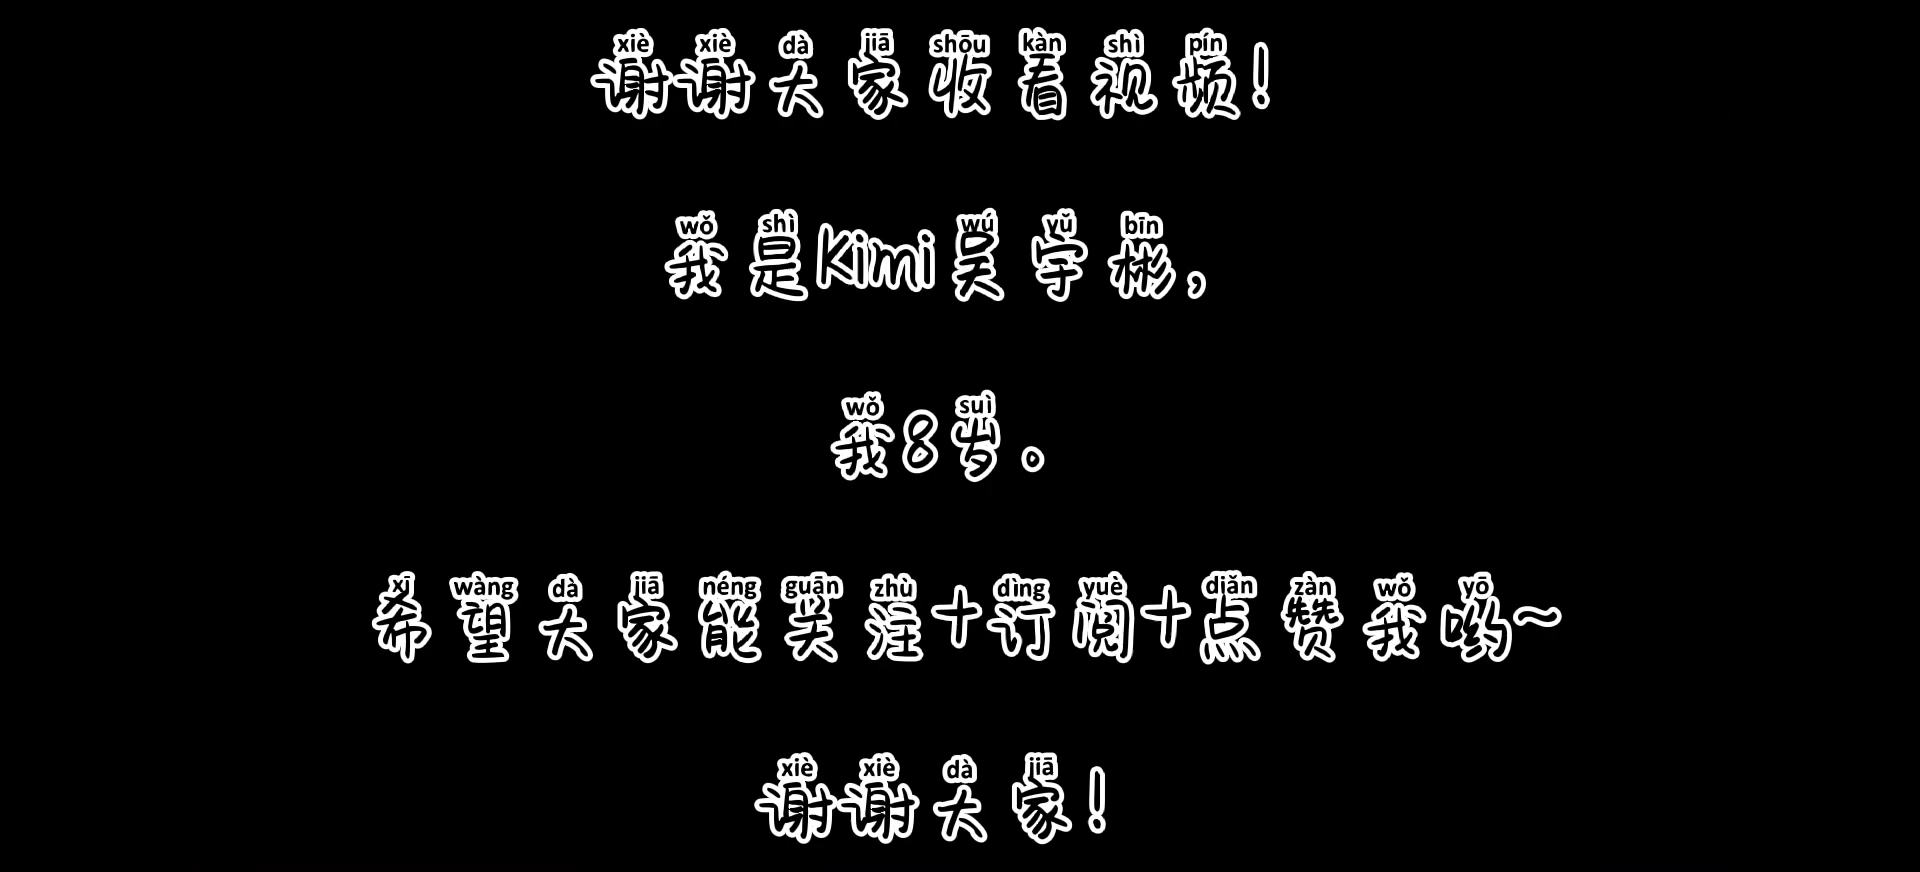 xiè xiè dà jiā shōu kàn shì pín
谢谢大家收看视频!
wǒ shì wú yǔ bīn
我是Kimi吴宇彬,
wǒ suì
我8岁。
xī wàng dà jiā néng guān zhù dìng yuè diǎn zàn wǒ yō
希望大家能关注+订阅+点赞我哟~
xiè xiè dà jiā
谢谢大家!